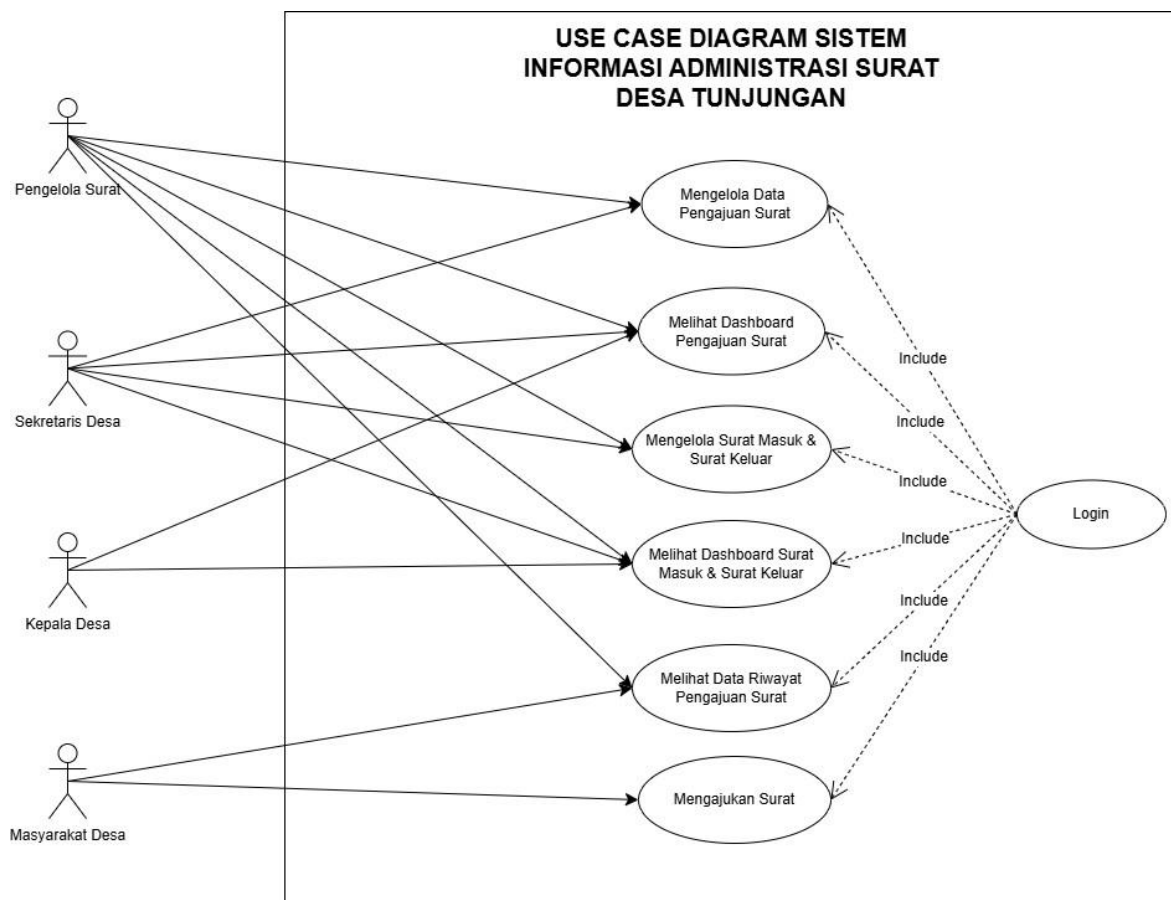 USE CASE DIAGRAM SISTEM
INFORMASI ADMINISTRASI SURAT
DESA TUNJUNGAN
Pengelola Surat
Sekretaris Desa
Kepala Desa
Masyarakat Desa
Mengelola Data
Pengajuan Surat
Melihat Dashboard
Pengajuan Surat
Mengelola Surat Masuk &
Surat Keluar
Melihat Dashboard Surat
Masuk & Surat Keluar
Melihat Data Riwayat
Pengajuan Surat
Mengajukan Surat
Include
Include
Include
Include
Include
Include
Login